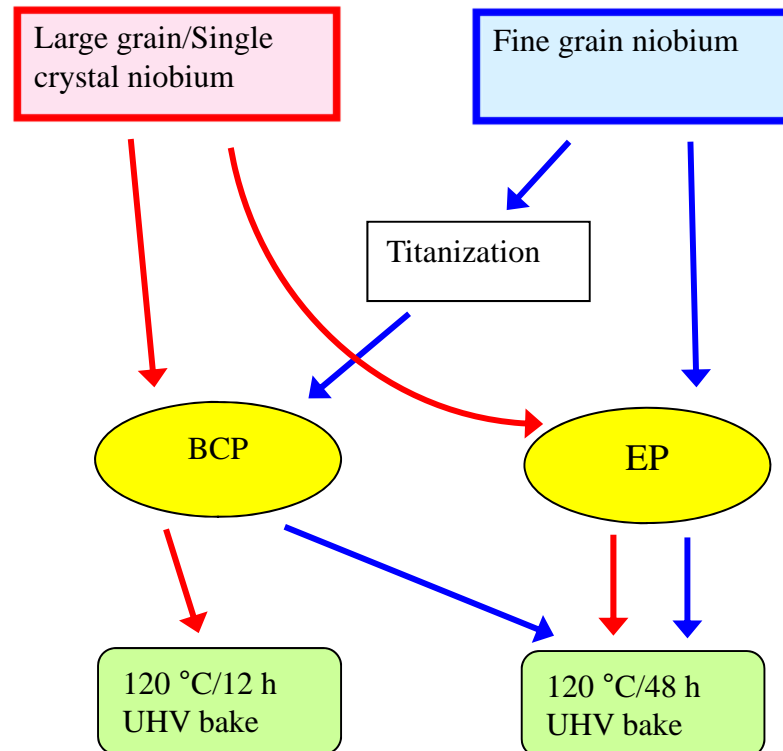 Large grain/Single
crystal niobium
Fine grain niobium
Titanization
BCP
EP
120 °C/12 h
UHV bake
120 °C/48 h
UHV bake